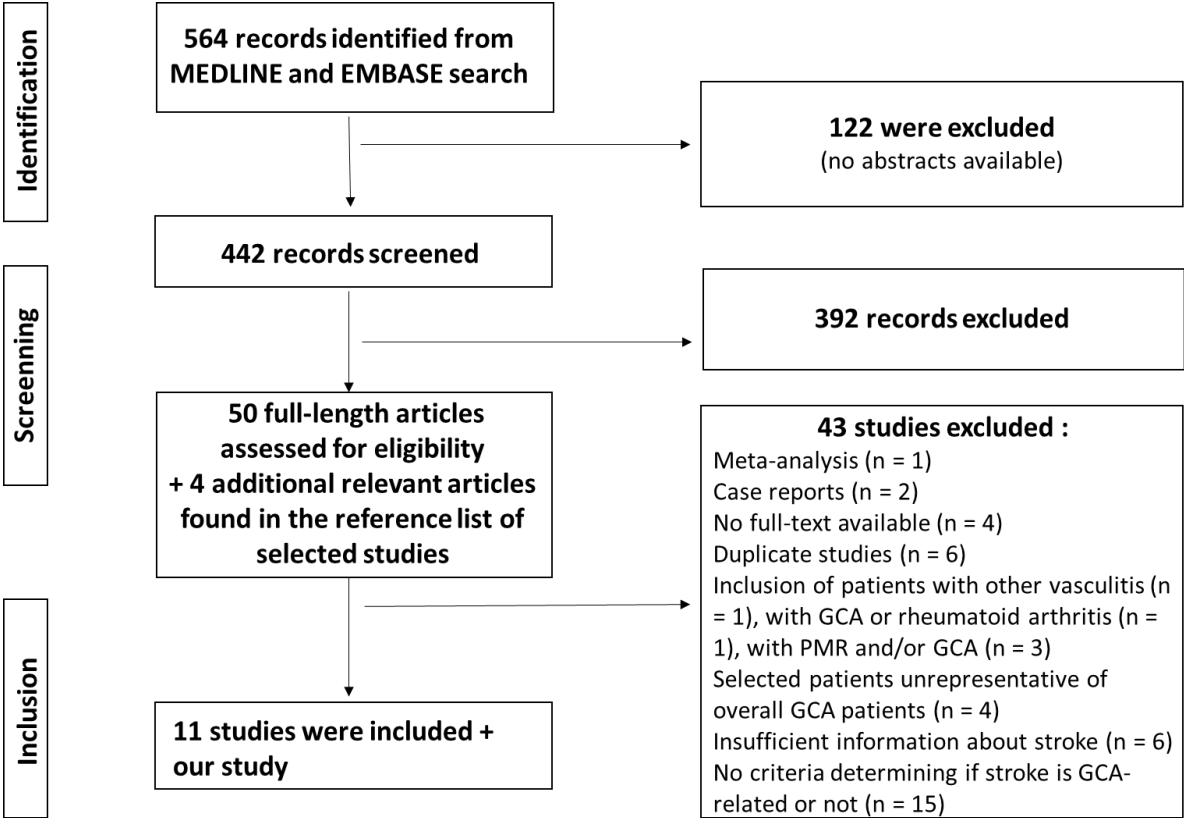 Identification
564 records identified from
MEDLINE and EMBASE search
122 were excluded
(no abstracts available)
442 records screened
Screenning
392 records excluded
50 full-length articles
assessed for eligibility
+ 4 additional relevant articles
found in the reference list of
selected studies
43 studies excluded :
Meta-analysis (n = 1)
Case reports (n = 2)
No full-text available (n = 4)
Duplicate studies (n = 6)
Inclusion of patients with other vasculitis (n
= 1), with GCA or rheumatoid arthritis (n =
1), with PMR and/or GCA (n = 3)
Selected patients unrepresentative of
overall GCA patients (n = 4)
Insufficient information about stroke (n = 6)
No criteria determining if stroke is GCA-
related or not (n = 15)
Inclusion
11 studies were included +
our study